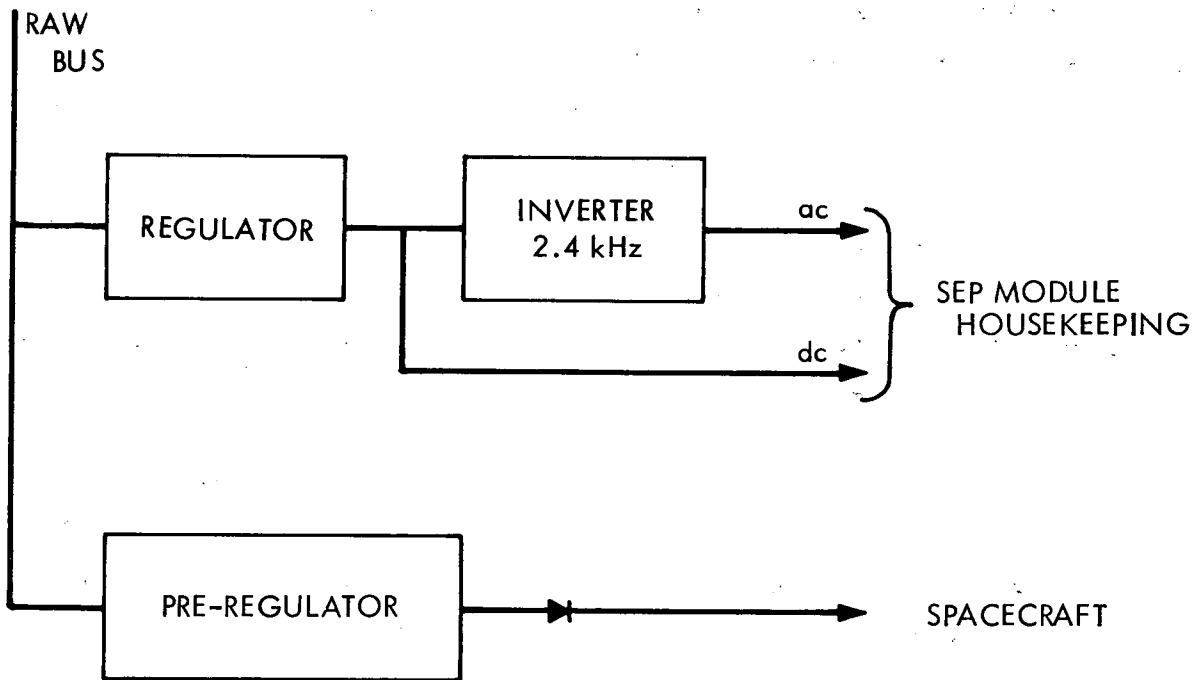 RAW
BUS
REGULATOR
INVERTER
2.4 kHz
ac
dc
SEP MODULE
HOUSEKEEPING
PRE-REGULATOR
SPACECRAFT